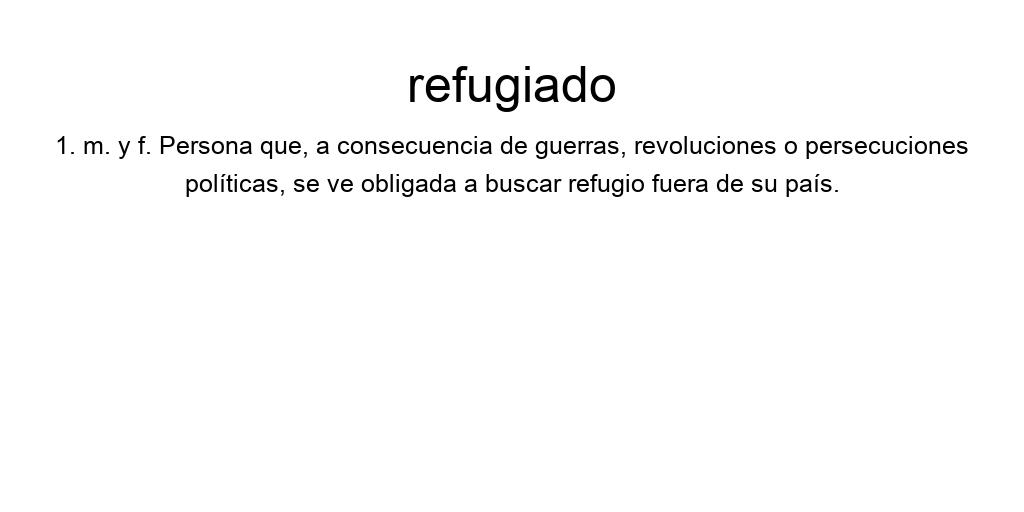 refugiado
1. m. y f. Persona que, a consecuencia de guerras, revoluciones o persecuciones
políticas, se ve obligada a buscar refugio fuera de su país.